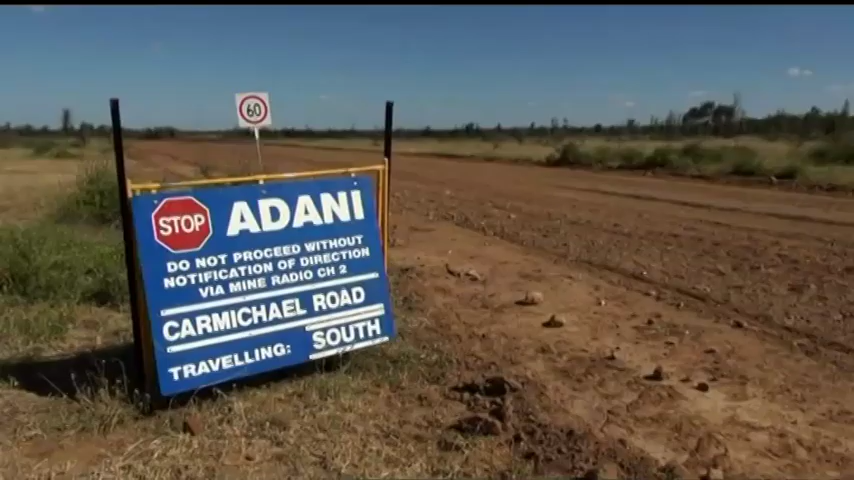 60
STOP
ADANI
DO NOT PROCEED WITHOUT
NOTIFICATION OF DIRECTION
VIA MINE RADIO CH 2
CARMICHAEL ROAD
TRAVELLING: SOUTH